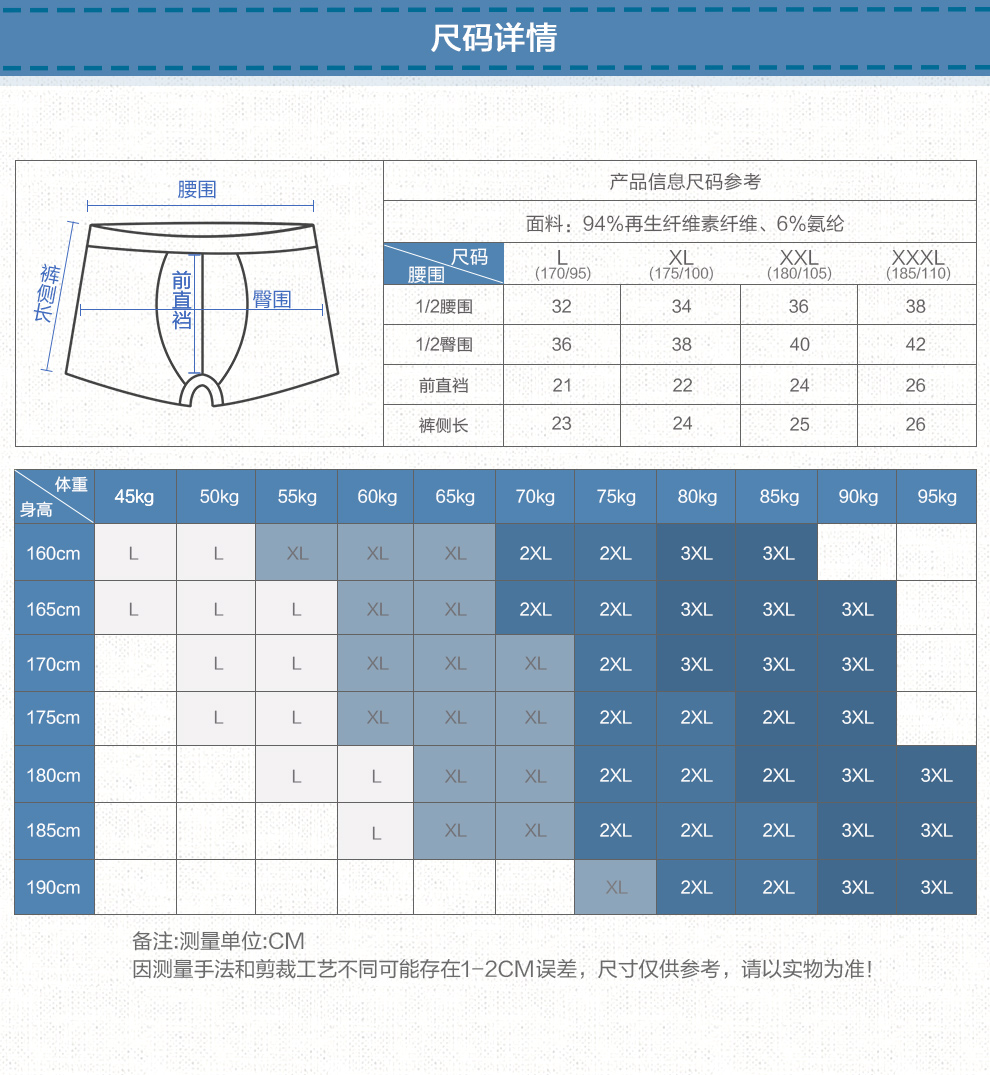 尺码详情
腰围
裤侧长
前直裆
臀围
产品信息尺码参考
面料：94%再生纤维素纤维、6%氨纶
尺码 腰围 L (170/95) XL (175/100) XXL (180/105) XXXL (185/110)
1/2腰围 32 34 36 38
1/2臀围 36 38 40 42
前直裆 21 22 24 26
裤侧长 23 24 25 26
体重 身高 45kg 50kg 55kg 60kg 65kg 70kg 75kg 80kg 85kg 90kg 95kg
160cm L L XL XL XL 2XL 2XL 3XL 3XL
165cm L L L XL XL 2XL 2XL 3XL 3XL 3XL
170cm L L XL XL XL 2XL 3XL 3XL 3XL
175cm L L XL XL XL 2XL 2XL 2XL 3XL
180cm L L XL XL 2XL 2XL 2XL 3XL 3XL
185cm L XL XL 2XL 2XL 2XL 3XL 3XL
190cm XL 2XL 2XL 3XL 3XL
备注:测量单位:CM
因测量手法和剪裁工艺不同可能存在1-2CM误差，尺寸仅供参考，请以实物为准!